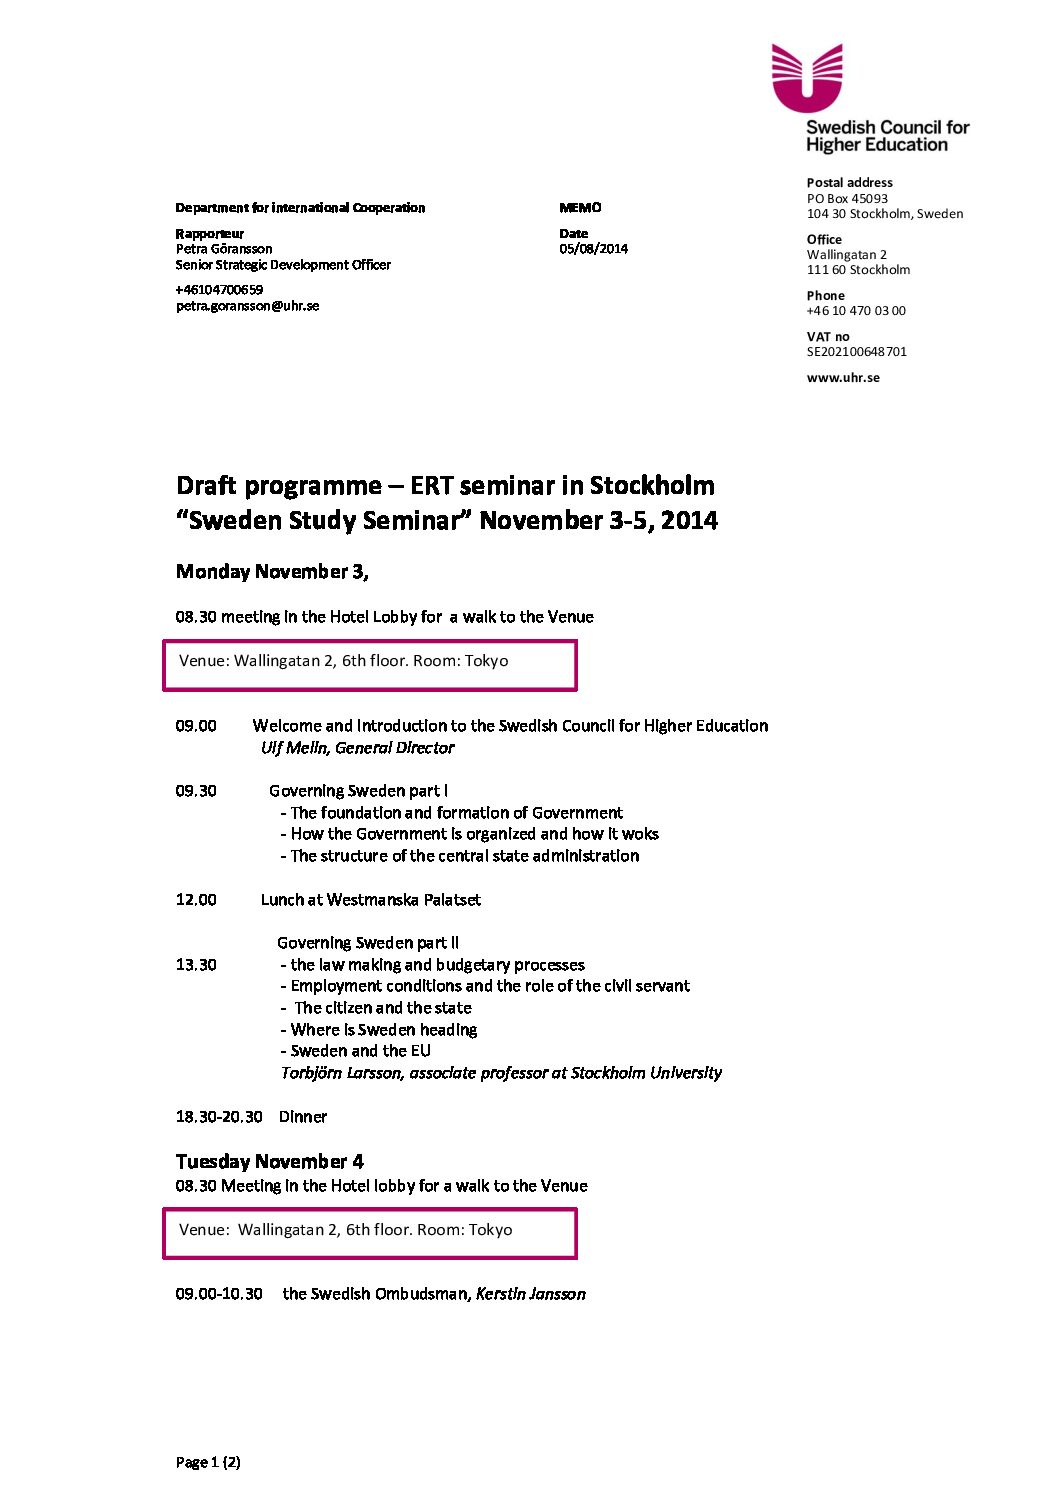 Swedish Council for
Higher Education
Postal address
PO Box 45093
104 30 Stockholm, Sweden
Office
Wallingatan 2
111 60 Stockholm
Phone
+46 10 470 03 00
VAT no
SE202100648701
www.uhr.se
Department for international Cooperation
MEMO
Rapporteur
Petra Göransson
Senior Strategic Development Officer
Date
05/08/2014
+46104700659
petra.goransson@uhr.se
Draft programme – ERT seminar in Stockholm
“Sweden Study Seminar” November 3-5, 2014
Monday November 3,
08.30 meeting in the Hotel Lobby for a walk to the Venue
Venue: Wallingatan 2, 6th floor. Room: Tokyo
09.00 Welcome and introduction to the Swedish Council for Higher Education
Ulf Melin, General Director
09.30 Governing Sweden part I
- The foundation and formation of Government
- How the Government is organized and how it woks
- The structure of the central state administration
12.00 Lunch at Westmanska Palatset
Governing Sweden part II
13.30 - the law making and budgetary processes
- Employment conditions and the role of the civil servant
- The citizen and the state
- Where is Sweden heading
- Sweden and the EU
Torbjörn Larsson, associate professor at Stockholm University
18.30-20.30 Dinner
Tuesday November 4
08.30 Meeting in the Hotel lobby for a walk to the Venue
Venue: Wallingatan 2, 6th floor. Room: Tokyo
09.00-10.30 the Swedish Ombudsman, Kerstin Jansson
Page 1 (2)